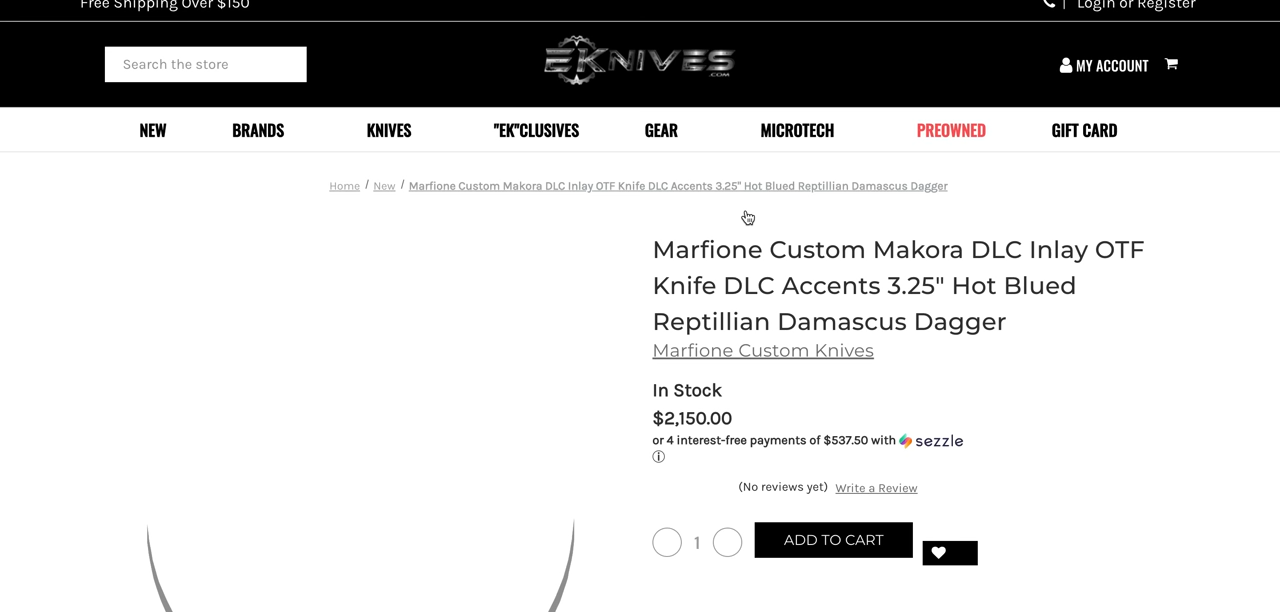 Free Shipping Over $150
| Login or Register
Search the store
EKNIVES
.COM
MY ACCOUNT
NEW BRANDS KNIVES "EK"CLUSIVES GEAR MICROTECH PREOWNED GIFT CARD
Home / New / Marfione Custom Makora DLC Inlay OTF Knife DLC Accents 3.25" Hot Blued Reptillian Damascus Dagger
Marfione Custom Makora DLC Inlay OTF
Knife DLC Accents 3.25" Hot Blued
Reptillian Damascus Dagger
Marfione Custom Knives
In Stock
$2,150.00
or 4 interest-free payments of $537.50 with sezzle
(No reviews yet) Write a Review
1 ADD TO CART